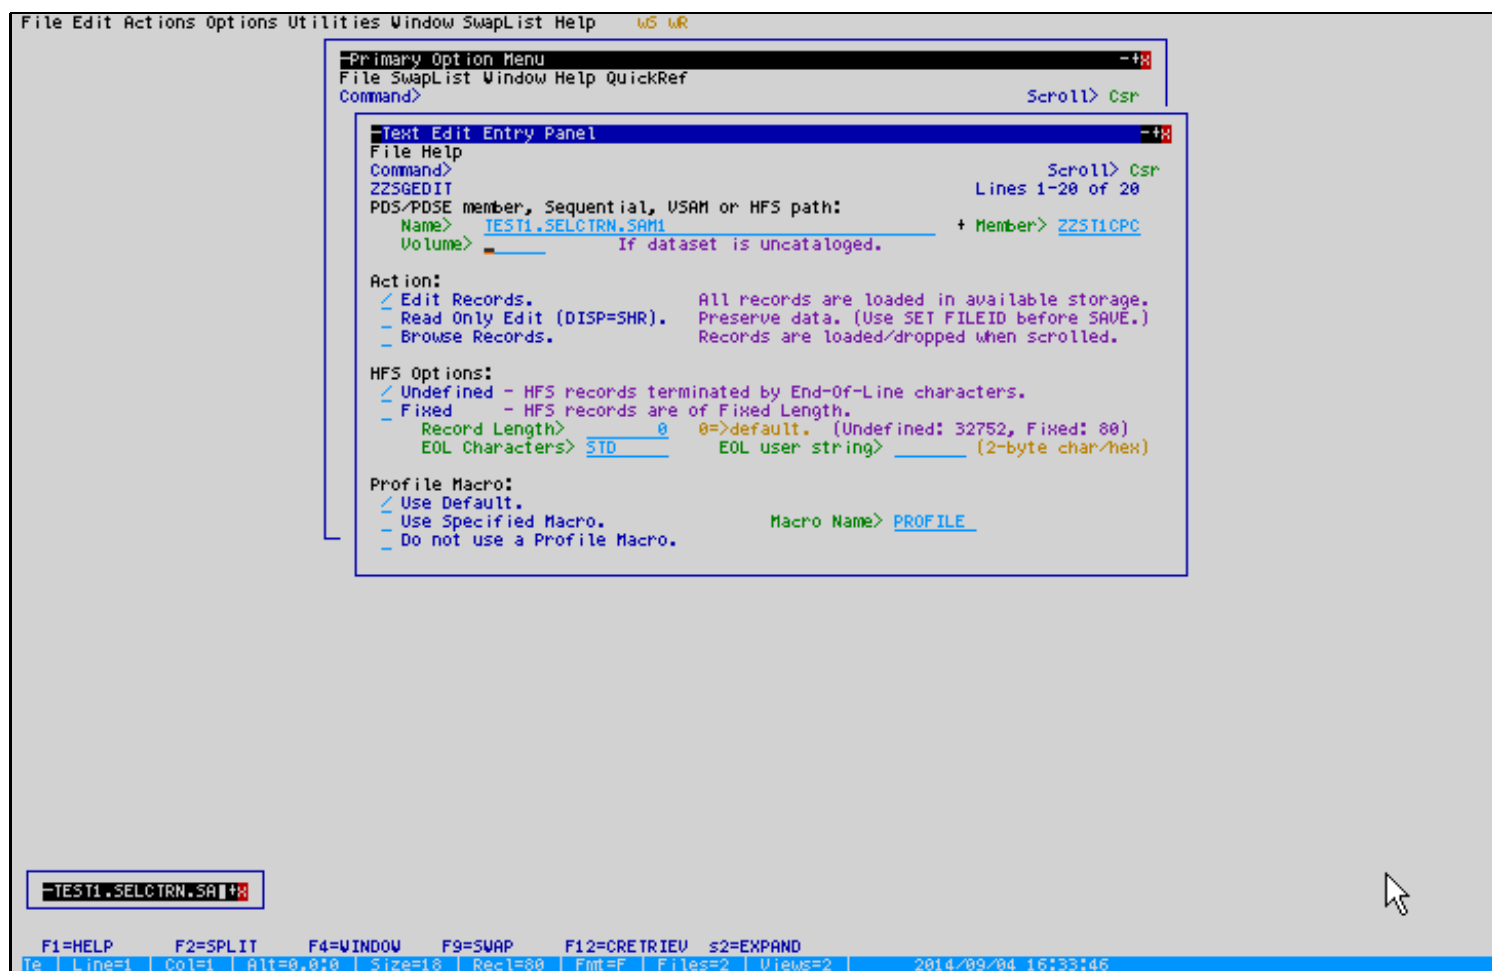 File Edit Actions Options Utilities Window SwapList Help wS wR
-Primary Option Menu -+x
File SwapList Window Help QuickRef
Command> Scroll> Csr
-Text Edit Entry Panel -+x
File Help
Command> Scroll> Csr
ZZSGEDIT Lines 1-20 of 20
PDS/PDSE member, Sequential, VSAM or HFS path:
Name> TEST1.SELCTRN.SAM1 + Member> ZZST1CPC
Volume> If dataset is uncataloged.
Action:
/ Edit Records. All records are loaded in available storage.
_ Read Only Edit (DISP=SHR). Preserve data. (Use SET FILEID before SAVE.)
_ Browse Records. Records are loaded/dropped when scrolled.
HFS Options:
/ Undefined - HFS records terminated by End-Of-Line characters.
_ Fixed - HFS records are of Fixed Length.
Record Length> 0 0=>default. (Undefined: 32752, Fixed: 80)
EOL Characters> STD EOL user string> (2-byte char/hex)
Profile Macro:
/ Use Default.
_ Use Specified Macro. Macro Name> PROFILE
_ Do not use a Profile Macro.
-TEST1.SELCTRN.SA +x
F1=HELP F2=SPLIT F4=WINDOW F9=SWAP F12=CRETRIEV s2=EXPAND
Te | Line=1 | Col=1 | Alt=0,0;0 | Size=18 | Recl=80 | Fmt=F | Files=2 | Views=2 | 2014/09/04 16:33:46